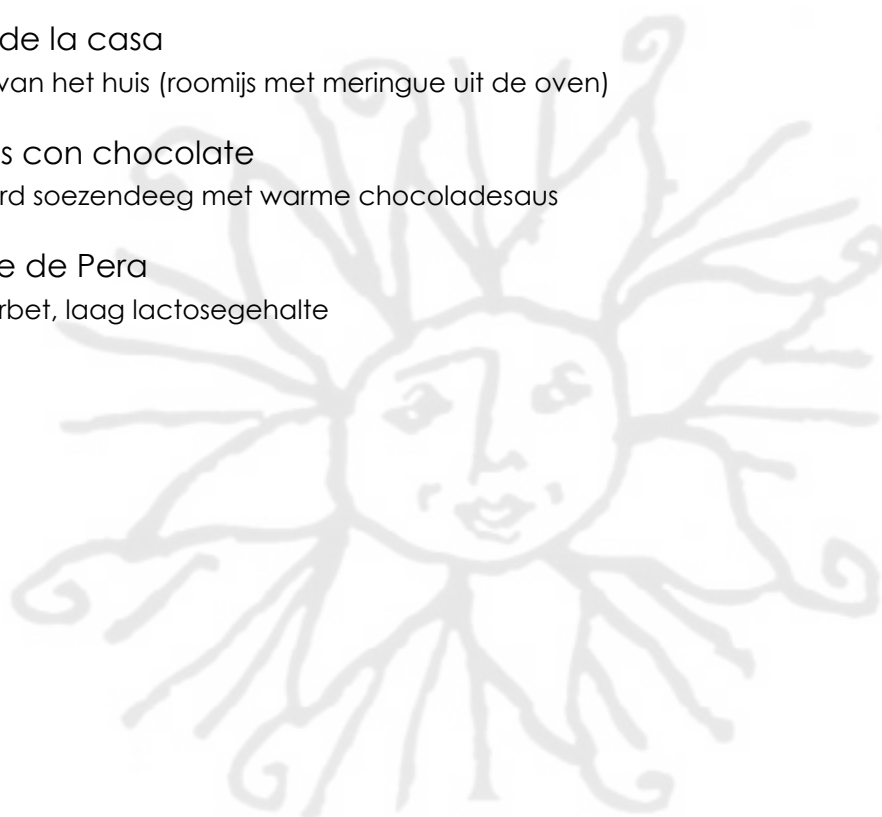 de la casa
van het huis (roomijs met meringue uit de oven)
s con chocolate
rd soezendeeg met warme chocoladesaus
e de Pera
rbet, laag lactosegehalte